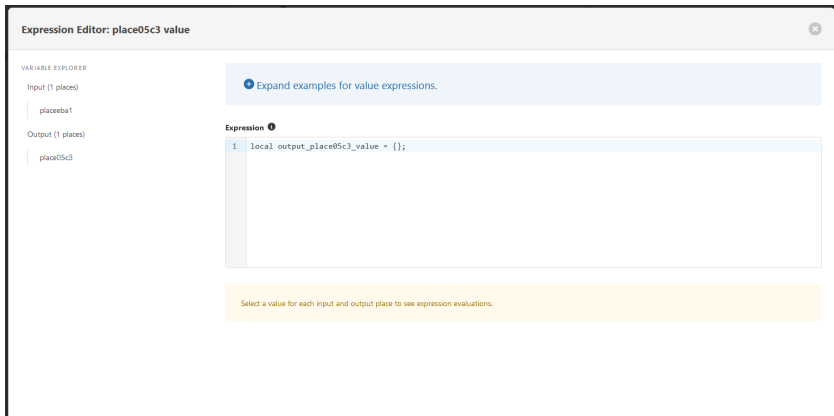 Expression Editor: place05c3 value
VARIABLE EXPLORER
Input (1 places)
placeeba1
Output (1 places)
place05c3
Expand examples for value expressions.
Expression
1 local output_place05c3_value = {};
Select a value for each input and output place to see expression evaluations.